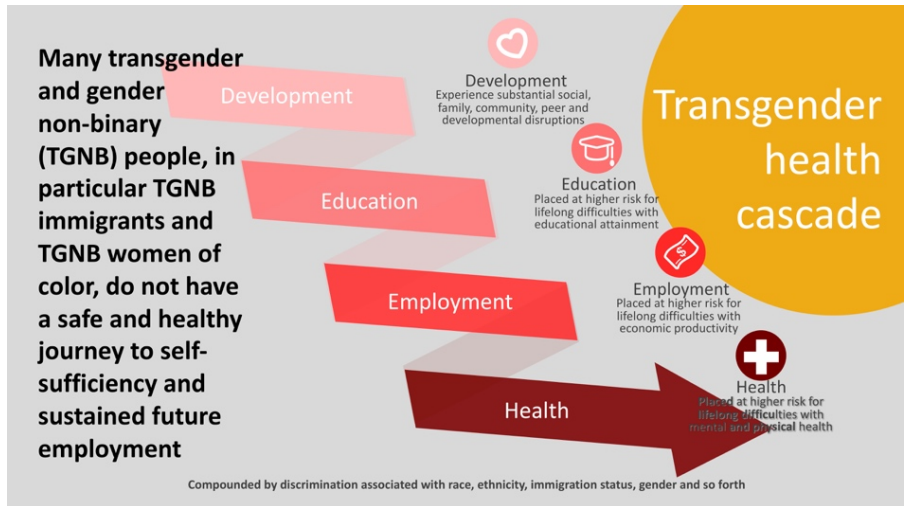 Many transgender
and gender
non-binary
(TGNB) people, in
particular TGNB
immigrants and
TGNB women of
color, do not have
a safe and healthy
journey to self-
sufficiency and
sustained future
employment
Development
Education
Employment
Health
Development
Experience substantial social,
family, community, peer and
developmental disruptions
Education
Placed at higher risk for
lifelong difficulties with
educational attainment
Employment
Placed at higher risk for
lifelong difficulties with
economic productivity
Health
Placed at higher risk for
lifelong difficulties with
mental and physical health
Transgender
health
cascade
$
Compounded by discrimination associated with race, ethnicity, immigration status, gender and so forth